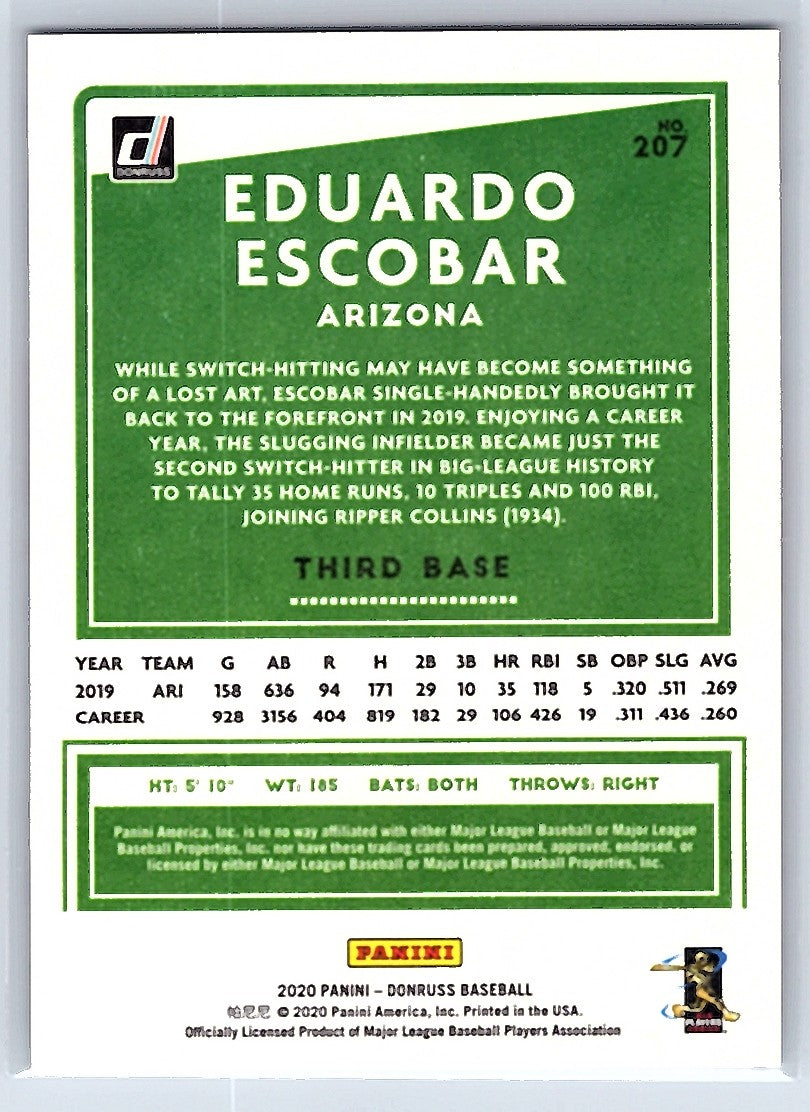 DONRUSS
NO.
207
EDUARDO
ESCOBAR
ARIZONA
WHILE SWITCH-HITTING MAY HAVE BECOME SOMETHING
OF A LOST ART, ESCOBAR SINGLE-HANDEDLY BROUGHT IT
BACK TO THE FOREFRONT IN 2019. ENJOYING A CAREER
YEAR, THE SLUGGING INFIELDER BECAME JUST THE
SECOND SWITCH-HITTER IN BIG-LEAGUE HISTORY
TO TALLY 35 HOME RUNS, 10 TRIPLES AND 100 RBI,
JOINING RIPPER COLLINS (1934).
THIRD BASE
YEAR TEAM G AB R H 2B 3B HR RBI SB OBP SLG AVG
2019 ARI 158 636 94 171 29 10 35 118 5 .320 .511 .269
CAREER 928 3156 404 819 182 29 106 426 19 .311 .436 .260
HT: 5' 10" WT: 185 BATS: BOTH THROWS: RIGHT
Panini America, Inc. is in no way affiliated with either Major League Baseball or Major League
Baseball Properties, Inc. nor have these trading cards been prepared, approved, endorsed, or
licensed by either Major League Baseball or Major League Baseball Properties, Inc.
PANINI
2020 PANINI – DONRUSS BASEBALL
帕尼尼 © 2020 Panini America, Inc. Printed in the USA.
Officially Licensed Product of Major League Baseball Players Association